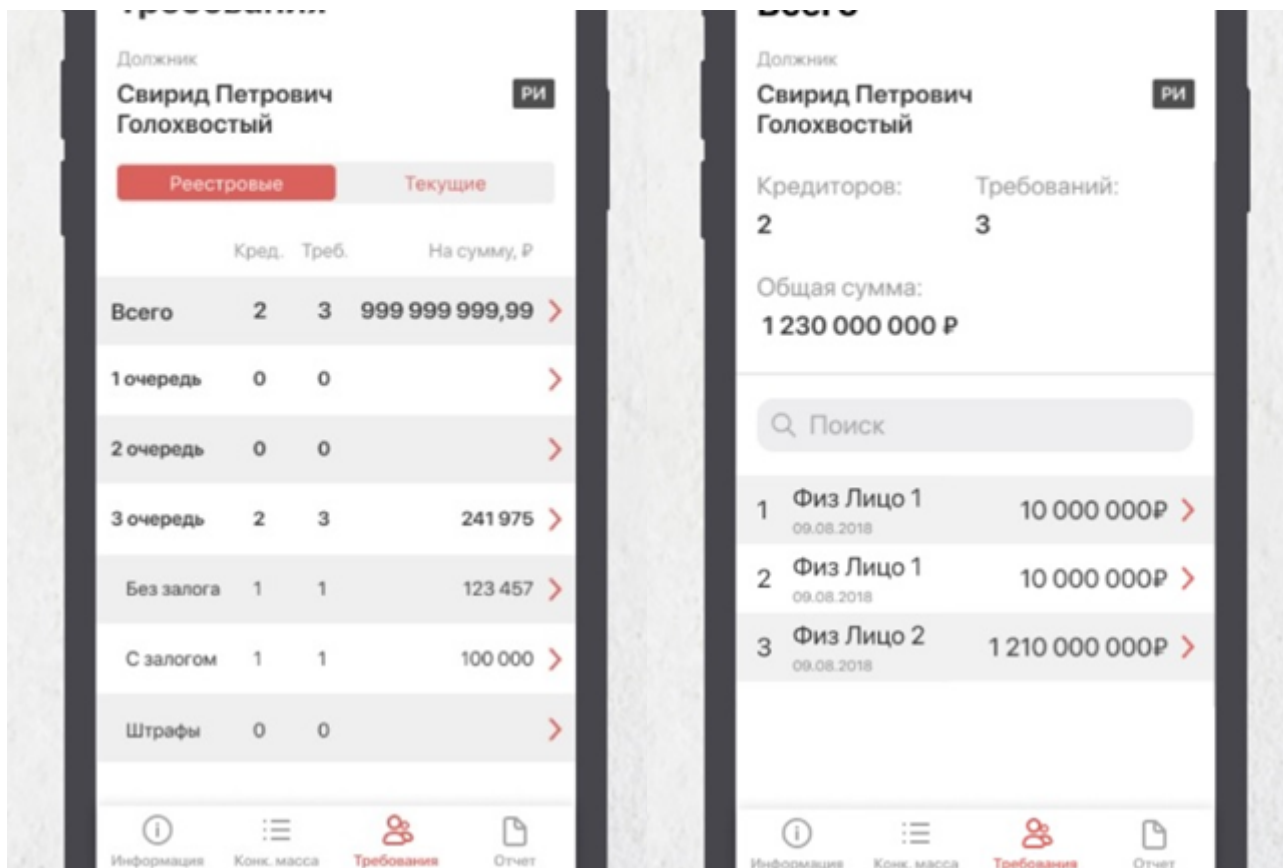 Требования
Должник
Свирид Петрович
Голохвостый
РИ
Реестровые Текущие
Кред. Треб. На сумму, ₽
Всего 2 3 999 999 999,99
1 очередь 0 0
2 очередь 0 0
3 очередь 2 3 241 975
Без залога 1 1 123 457
С залогом 1 1 100 000
Штрафы 0 0
Информация Конк. масса Требования Отчет
Всего
Должник
Свирид Петрович
Голохвостый
РИ
Кредиторов: Требований:
2 3
Общая сумма:
1 230 000 000 ₽
Поиск
1 Физ Лицо 1 10 000 000₽
09.08.2018
2 Физ Лицо 1 10 000 000₽
09.08.2018
3 Физ Лицо 2 1 210 000 000₽
09.08.2018
Информация Конк. масса Требования Отчет